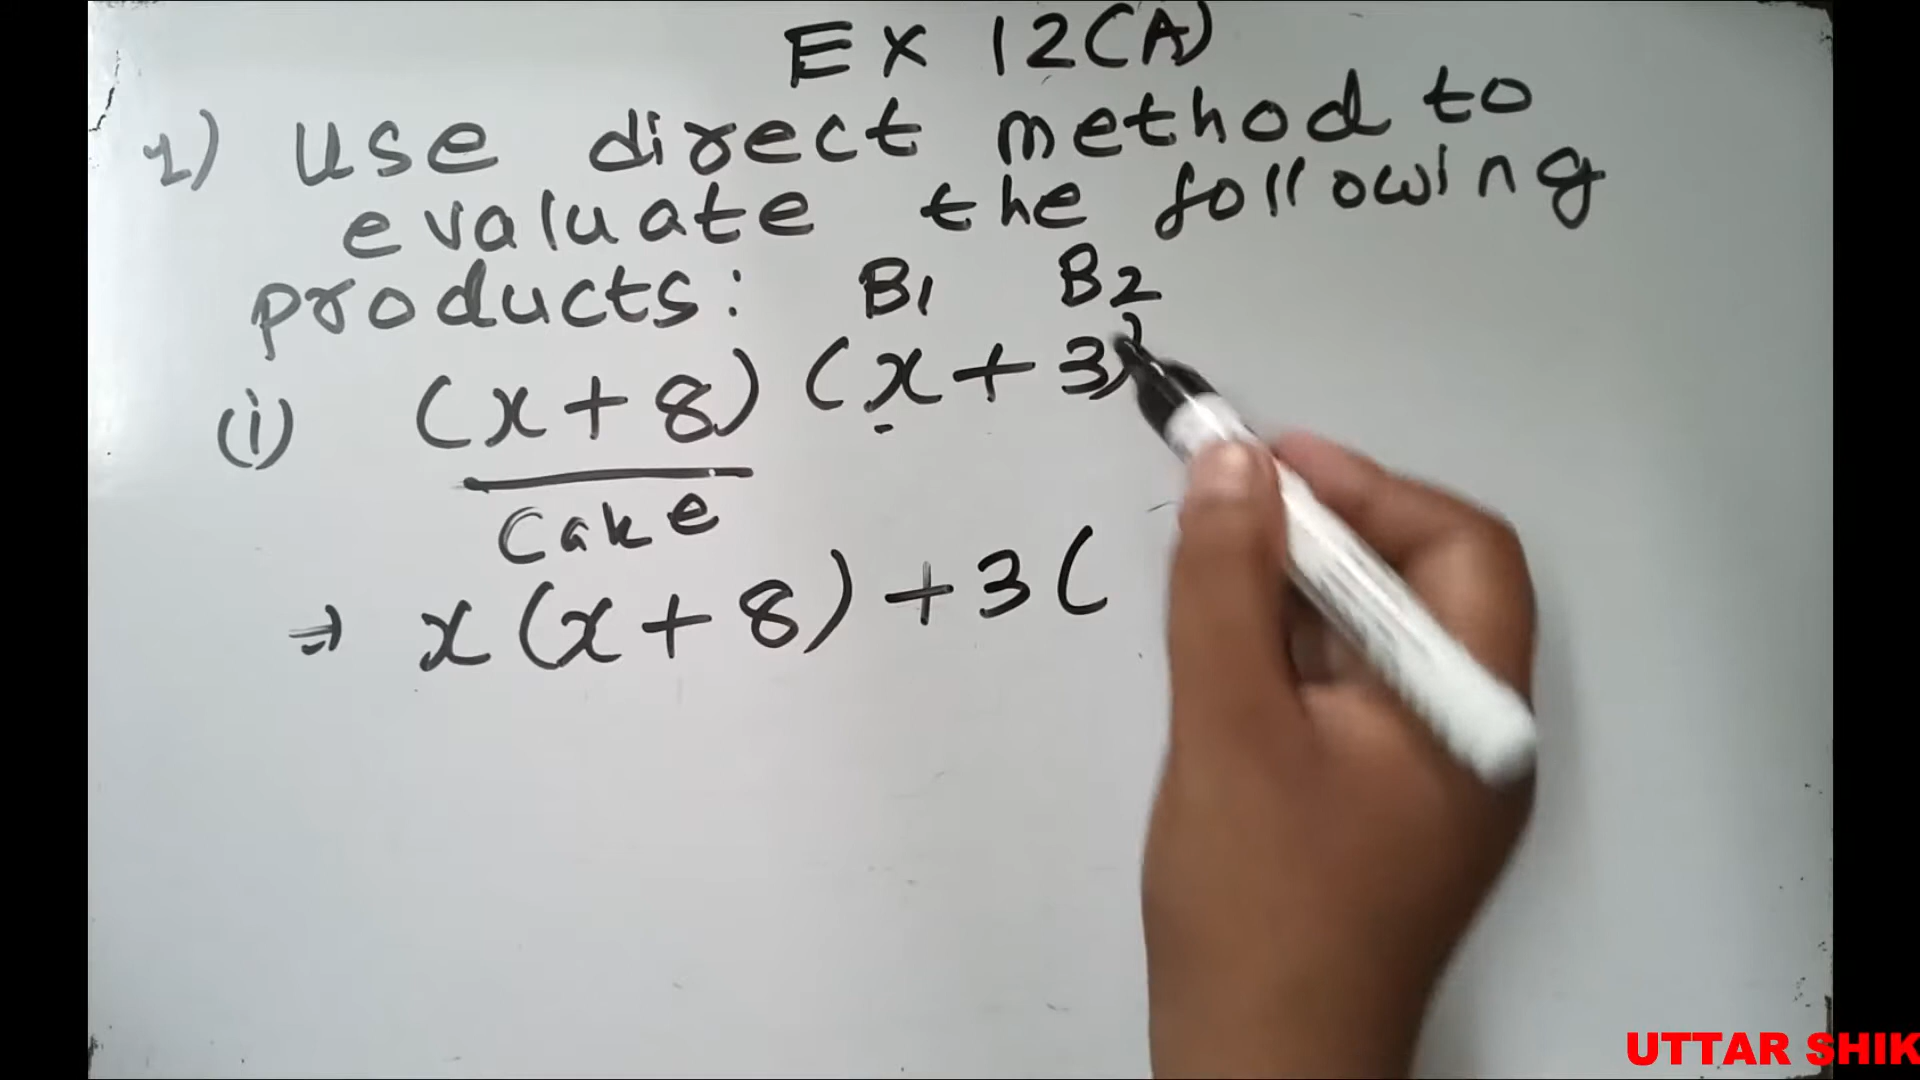 EX 12(A)
1) Use direct method to
evaluate the following
products: B1 B2
(i) (x+8) (x+3)
Cake
⇒ x(x+8)+3(
UTTAR SHIK